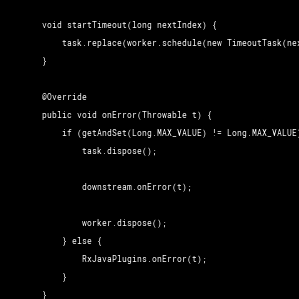 void startTimeout(long nextIndex) {
task.replace(worker.schedule(new TimeoutTask(
}
@Override
public void onError(Throwable t) {
if (getAndSet(Long.MAX_VALUE) != Long.MAX_VALUE)
task.dispose();
downstream.onError(t);
worker.dispose();
} else {
RxJavaPlugins.onError(t);
}
}